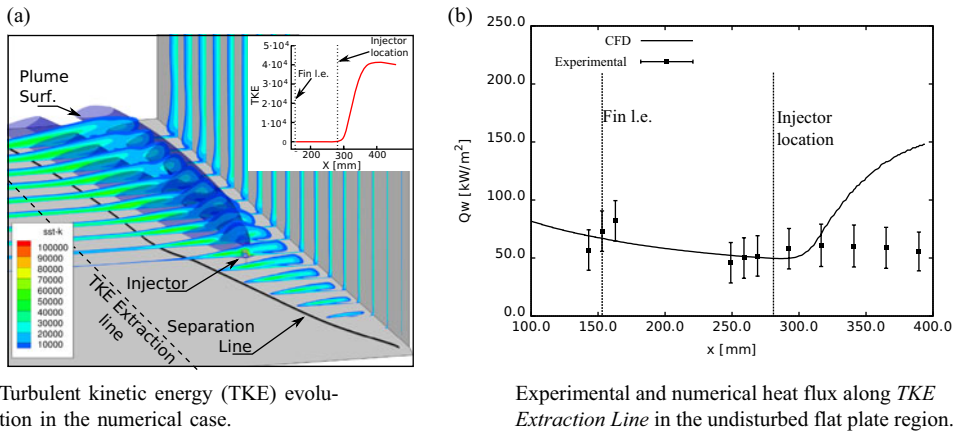 (a)
5·10⁴
4·10⁴
3·10⁴
2·10⁴
1·10⁴
0
TKE
Injector
location
Fin l.e.
200
300
400
X [mm]
Plume
Surf.
sst-k
100000
90000
80000
70000
60000
50000
40000
30000
20000
10000
Injector
TKE Extraction
line
Separation
Line
Turbulent kinetic energy (TKE) evolu-
tion in the numerical case.
(b)
CFD
Experimental
Fin l.e.
Injector
location
250.0
200.0
150.0
100.0
50.0
0.0
Qw [kW/m²]
100.0
150.0
200.0
250.0
300.0
350.0
400.0
x [mm]
Experimental and numerical heat flux along TKE
Extraction Line in the undisturbed flat plate region.